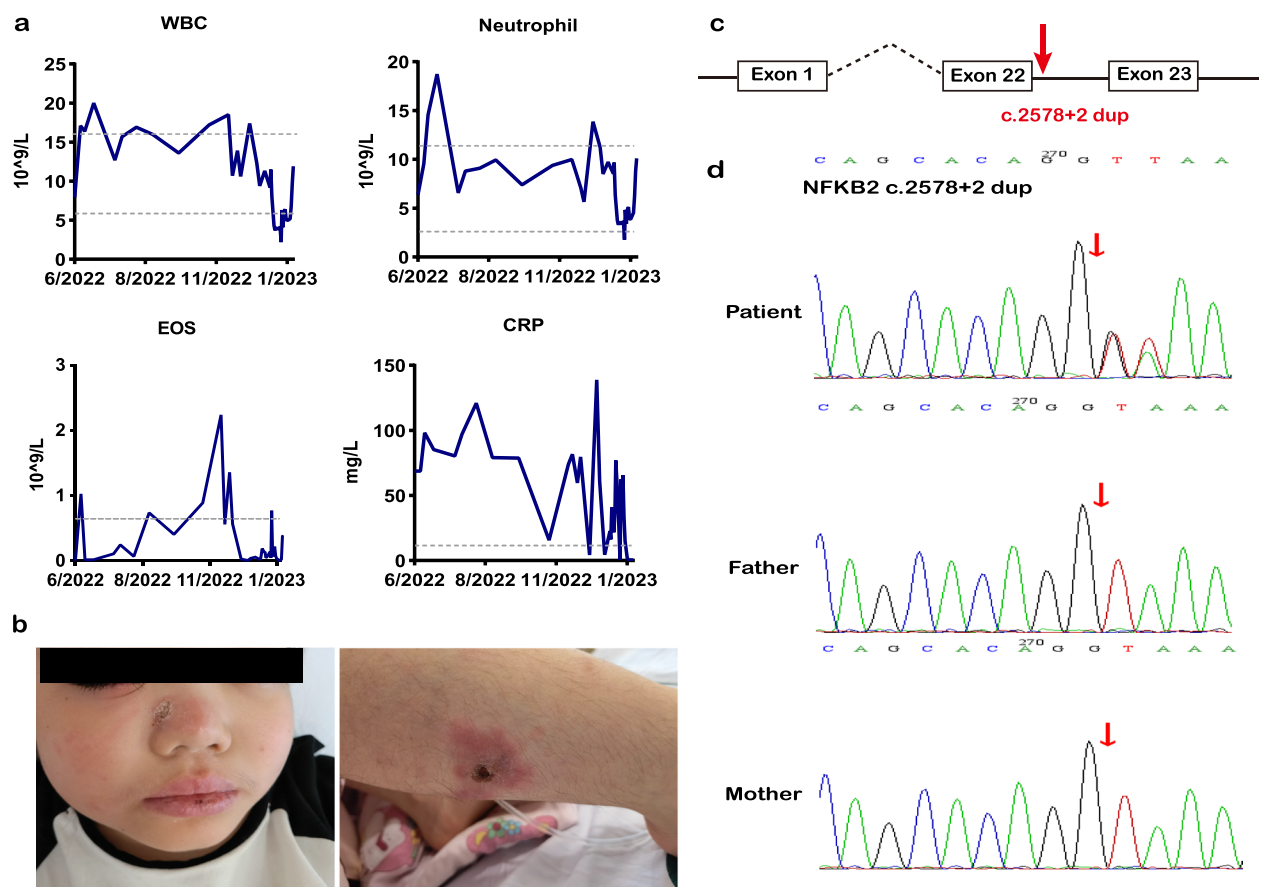 a
WBC
10^9/L
25
20
15
10
5
0
6/2022 8/2022 11/2022 1/2023
Neutrophil
10^9/L
20
15
10
5
0
6/2022 8/2022 11/2022 1/2023
EOS
10^9/L
3
2
1
0
6/2022 8/2022 11/2022 1/2023
CRP
mg/L
150
100
50
0
6/2022 8/2022 11/2022 1/2023
b
c
Exon 1
Exon 22
Exon 23
c.2578+2 dup
d
270
C A G C A C A G G T T A A
NFKB2 c.2578+2 dup
Patient
270
C A G C A C A G G T A A A
Father
270
C A G C A C A G G T A A A
Mother